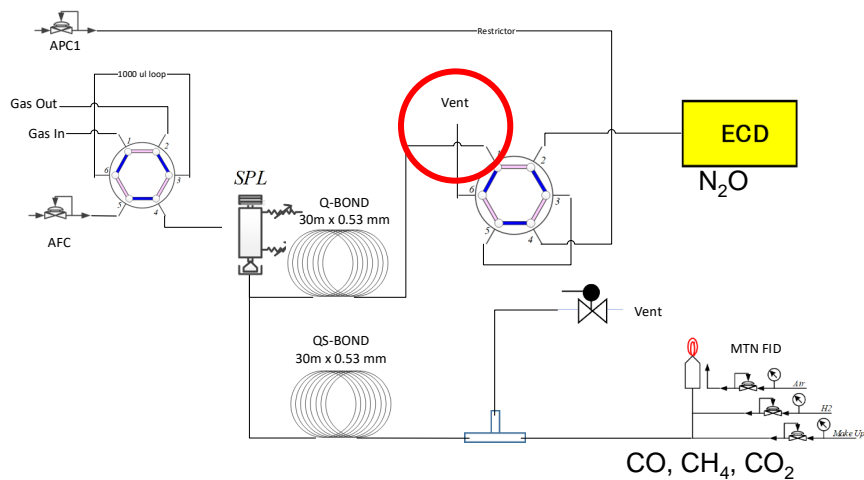 APC1
Restrictor
1000 ul loop
Gas Out
Gas In
1
2
3
4
5
6
AFC
SPL
Q-BOND
30m x 0.53 mm
Vent
1
2
3
4
5
6
ECD
N2O
Vent
QS-BOND
30m x 0.53 mm
MTN FID
Air
H2
Make Up
CO, CH4, CO2